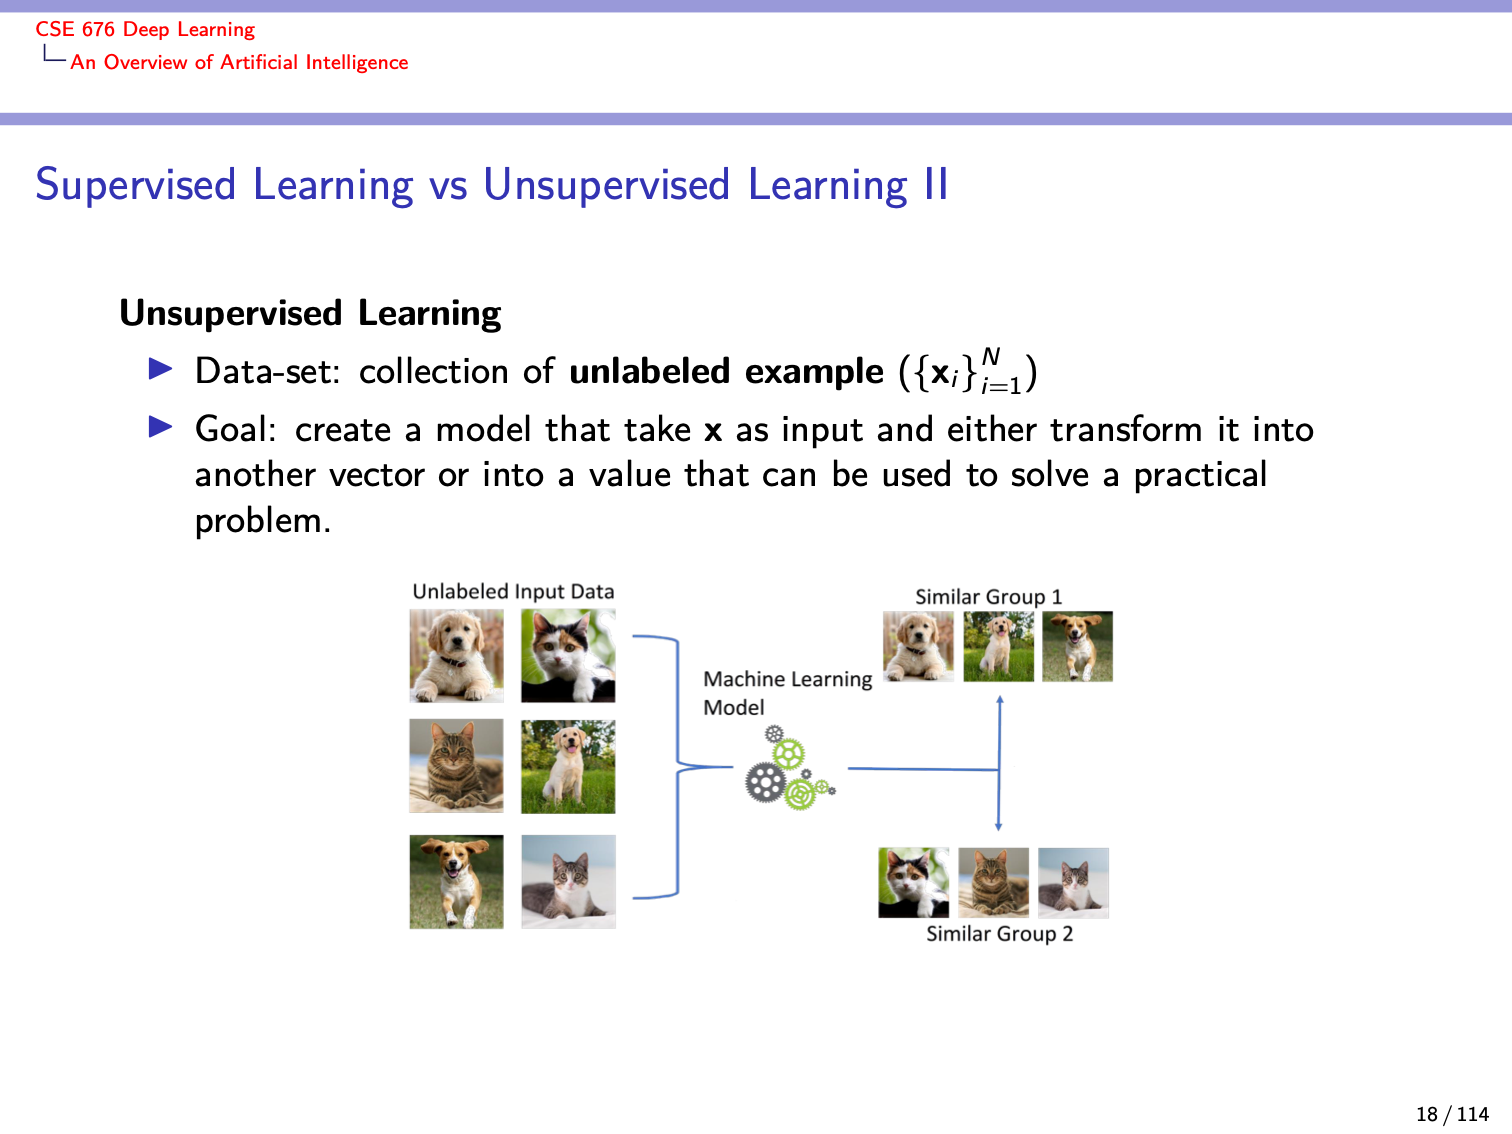 CSE 676 Deep Learning
An Overview of Artificial Intelligence
Supervised Learning vs Unsupervised Learning II
Unsupervised Learning
▶ Data-set: collection of unlabeled example ({x_i}_{i=1}^N)
▶ Goal: create a model that take x as input and either transform it into
another vector or into a value that can be used to solve a practical
problem.
Unlabeled Input Data
Machine Learning
Model
Similar Group 1
Similar Group 2
18 / 114